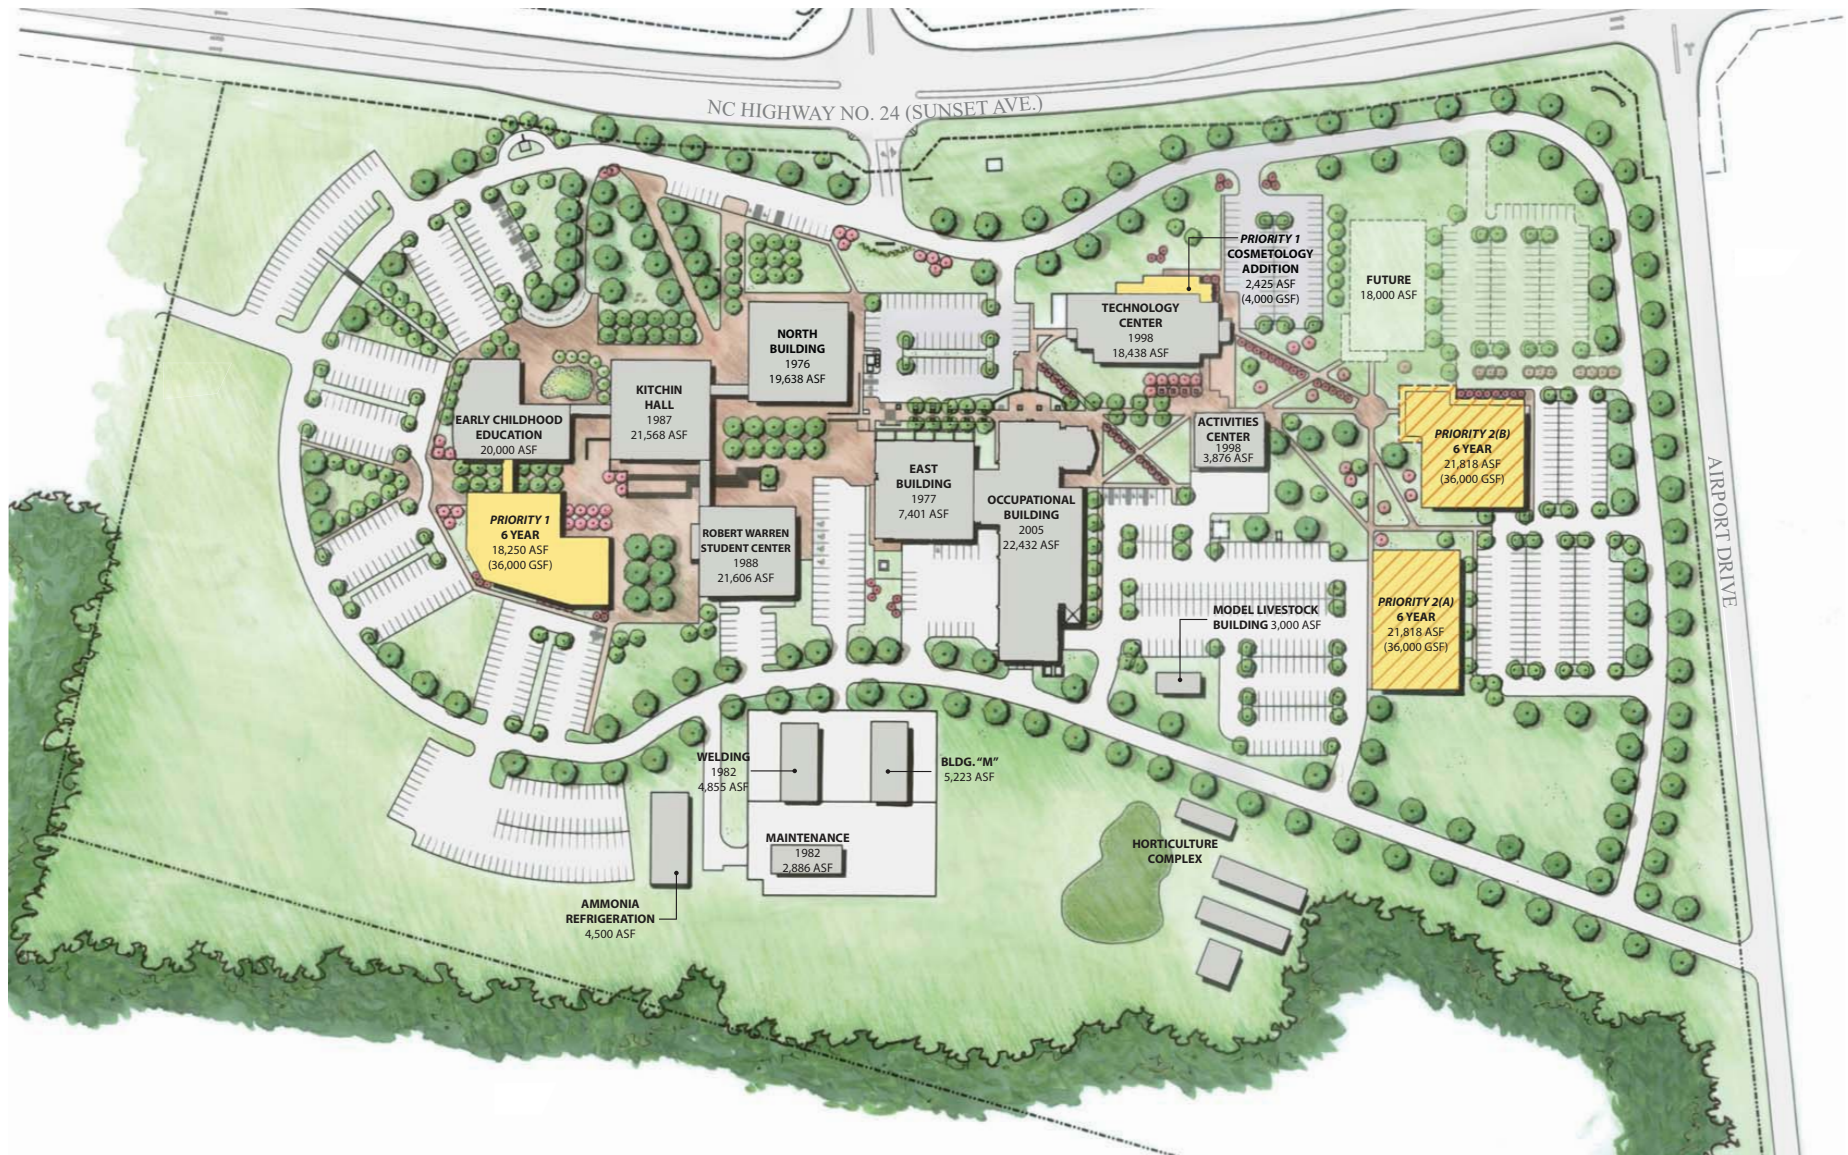 NC HIGHWAY NO. 24 (SUNSET AVE.)
PRIORITY 1
COSMETOLOGY
ADDITION
2,425 ASF
(4,000 GSF)
FUTURE
18,000 ASF
TECHNOLOGY
CENTER
1998
18,438 ASF
NORTH
BUILDING
1976
19,638 ASF
KITCHIN
HALL
1987
21,568 ASF
EARLY CHILDHOOD
EDUCATION
20,000 ASF
ACTIVITIES
CENTER
1998
3,876 ASF
PRIORITY 2(B)
6 YEAR
21,818 ASF
(36,000 GSF)
EAST
BUILDING
1977
7,401 ASF
OCCUPATIONAL
BUILDING
2005
22,432 ASF
PRIORITY 1
6 YEAR
18,250 ASF
(36,000 GSF)
ROBERT WARREN
STUDENT CENTER
1988
21,606 ASF
AIRPORT DRIVE
MODEL LIVESTOCK
BUILDING 3,000 ASF
PRIORITY 2(A)
6 YEAR
21,818 ASF
(36,000 GSF)
WELDING
1982
4,855 ASF
BLDG. “M”
5,223 ASF
MAINTENANCE
1982
2,886 ASF
HORTICULTURE
COMPLEX
AMMONIA
REFRIGERATION
4,500 ASF